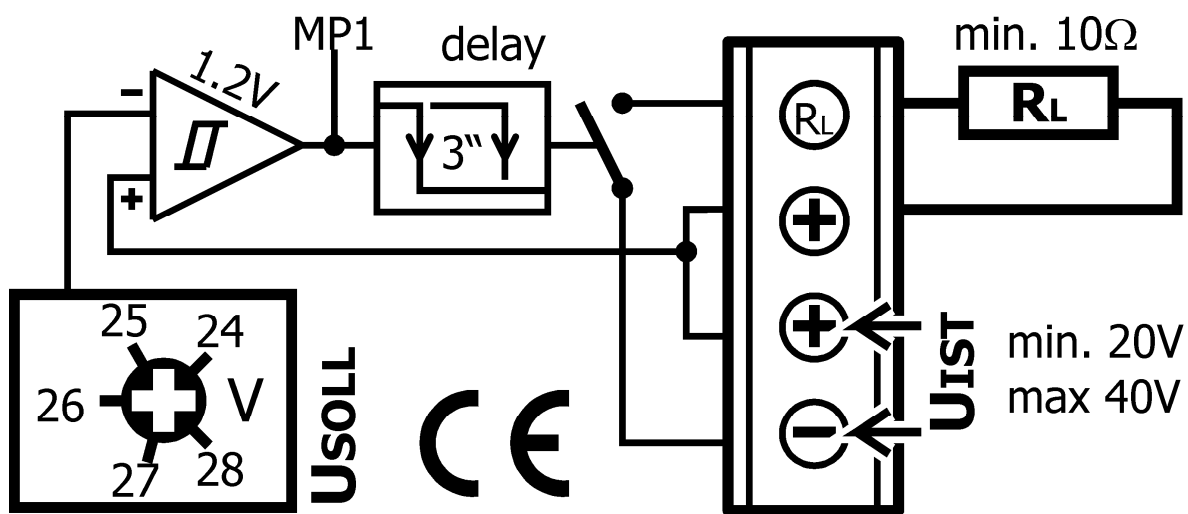 MP1
delay
min. 10Ω
1.2V
-
+
3“
RL
RL
+
+
-
25
24
26
V
27
28
USOLL
CE
UIST
min. 20V
max 40V